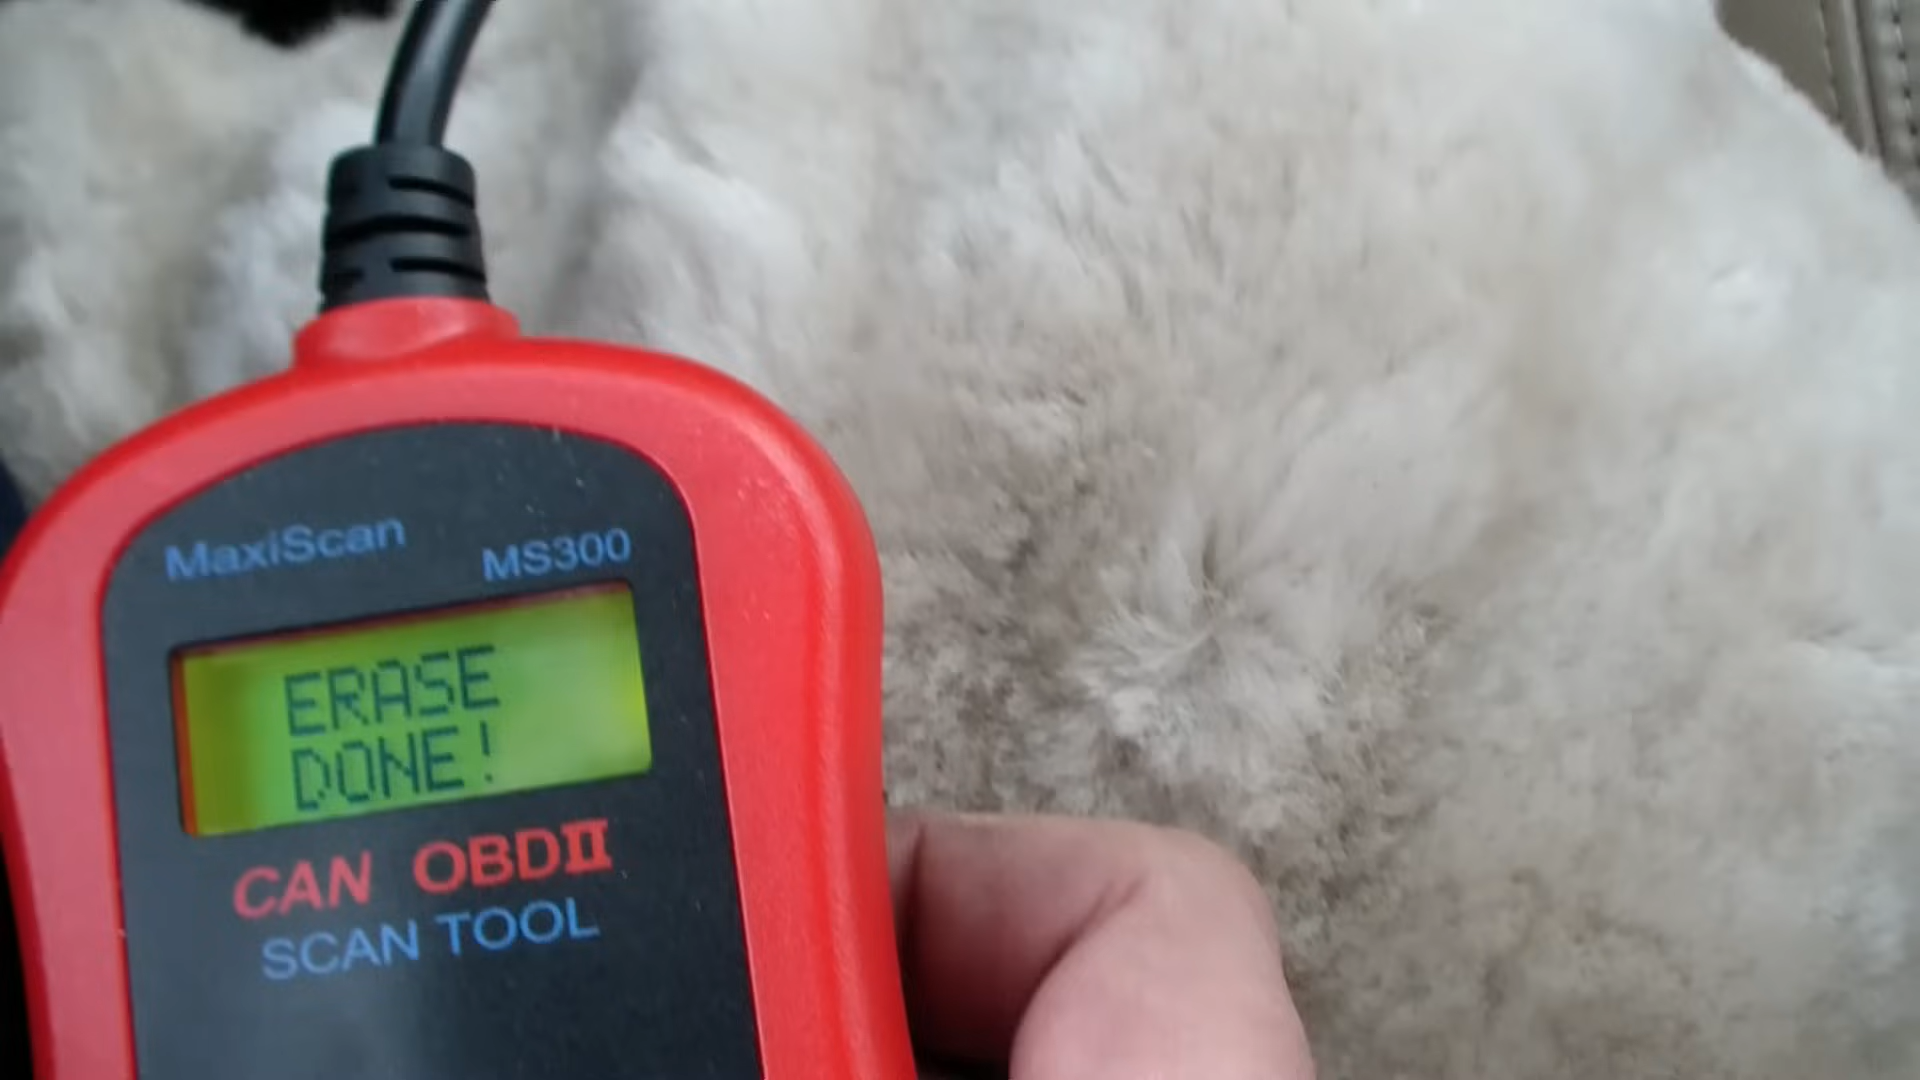 MaxiScan
MS300
ERASE
DONE!
CAN OBDII
SCAN TOOL